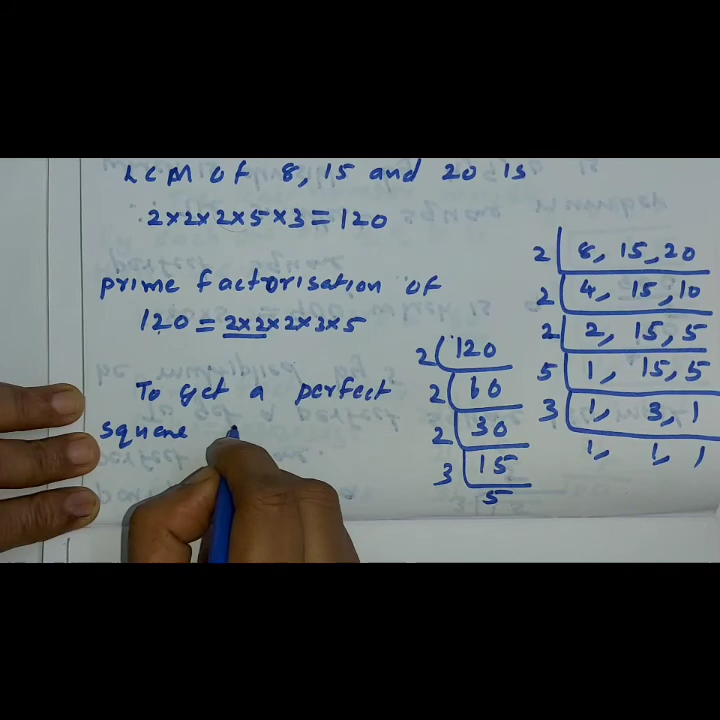 LCM of 8, 15 and 20 is
2×2×2×5×3=120
prime factorisation of
120 = 2×2×2×3×5
To get a perfect
square
2 120
2 60
2 30
3 15
5
2 8, 15, 20
2 4, 15, 10
2 2, 15, 5
5 1, 15, 5
3 1, 3, 1
1, 1, 1